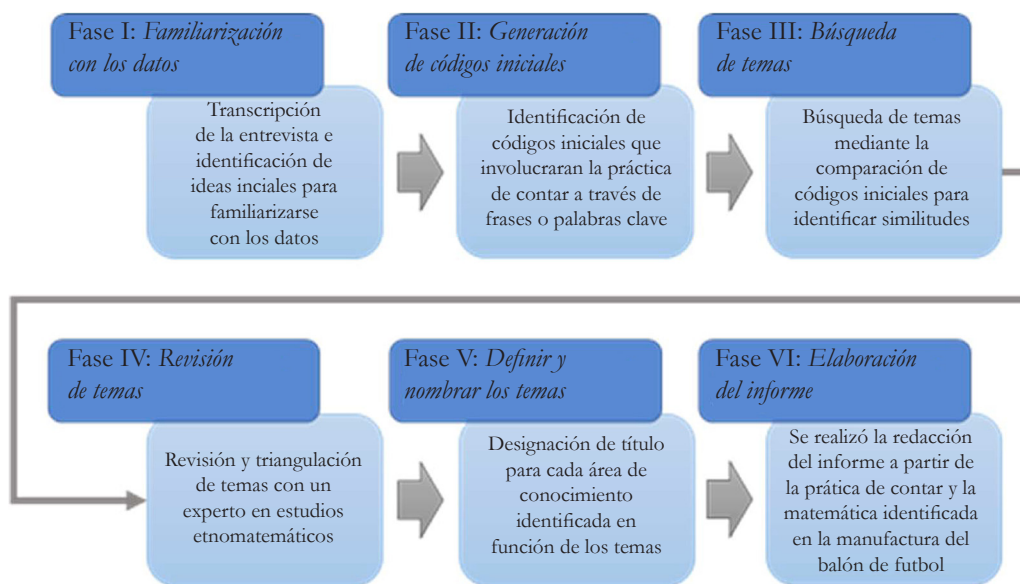 Fase I: Familiarización
con los datos
Transcripción
de la entrevista e
identificación de
ideas inciales para
familiarizarse
con los datos
Fase II: Generación
de códigos iniciales
Identificación de
códigos iniciales que
involucraran la práctica
de contar a través de
frases o palabras clave
Fase III: Búsqueda
de temas
Búsqueda de temas
mediante la
comparación de
códigos iniciales para
identificar similitudes
Fase IV: Revisión
de temas
Revisión y triangulación
de temas con un
experto en estudios
etnomatemáticos
Fase V: Definir y
nombrar los temas
Designación de título
para cada área de
conocimiento
identificada en
función de los temas
Fase VI: Elaboración
del informe
Se realizó la redacción
del informe a partir de
la prática de contar y la
matemática identificada
en la manufactura del
balón de futbol